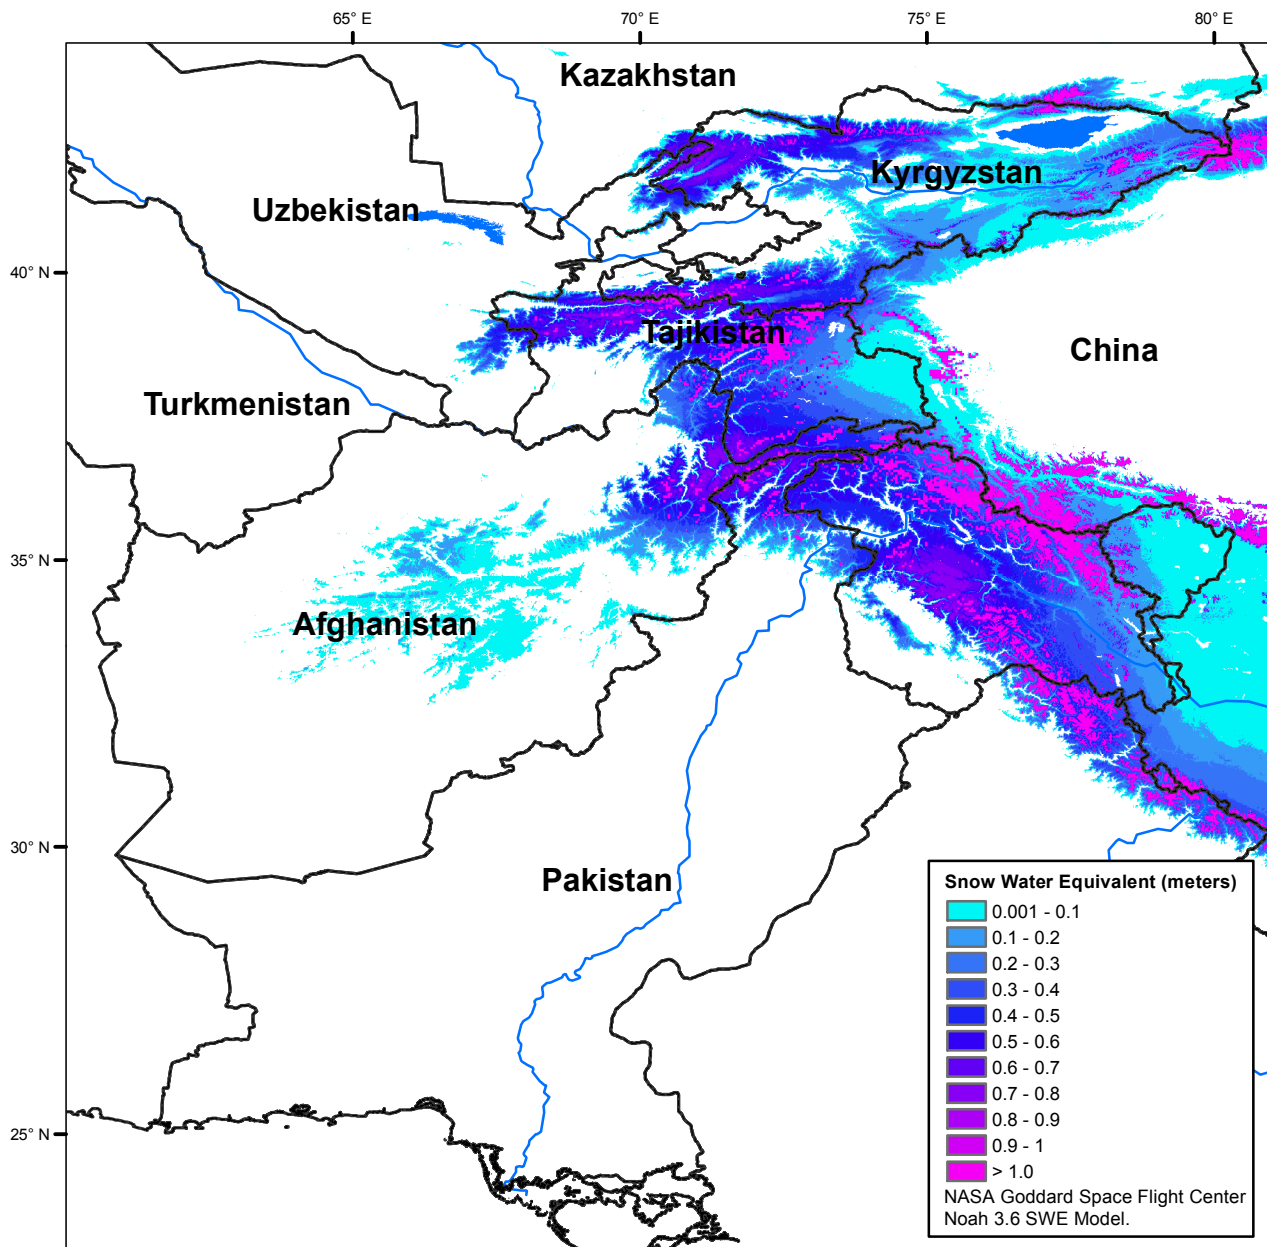 65° E
70° E
75° E
80° E
Kazakhstan
Kyrgyzstan
Uzbekistan
40° N
Tajikistan
China
Turkmenistan
35° N
Afghanistan
30° N
Pakistan
25° N
Snow Water Equivalent (meters)
0.001 - 0.1
0.1 - 0.2
0.2 - 0.3
0.3 - 0.4
0.4 - 0.5
0.5 - 0.6
0.6 - 0.7
0.7 - 0.8
0.8 - 0.9
0.9 - 1
> 1.0
NASA Goddard Space Flight Center
Noah 3.6 SWE Model.